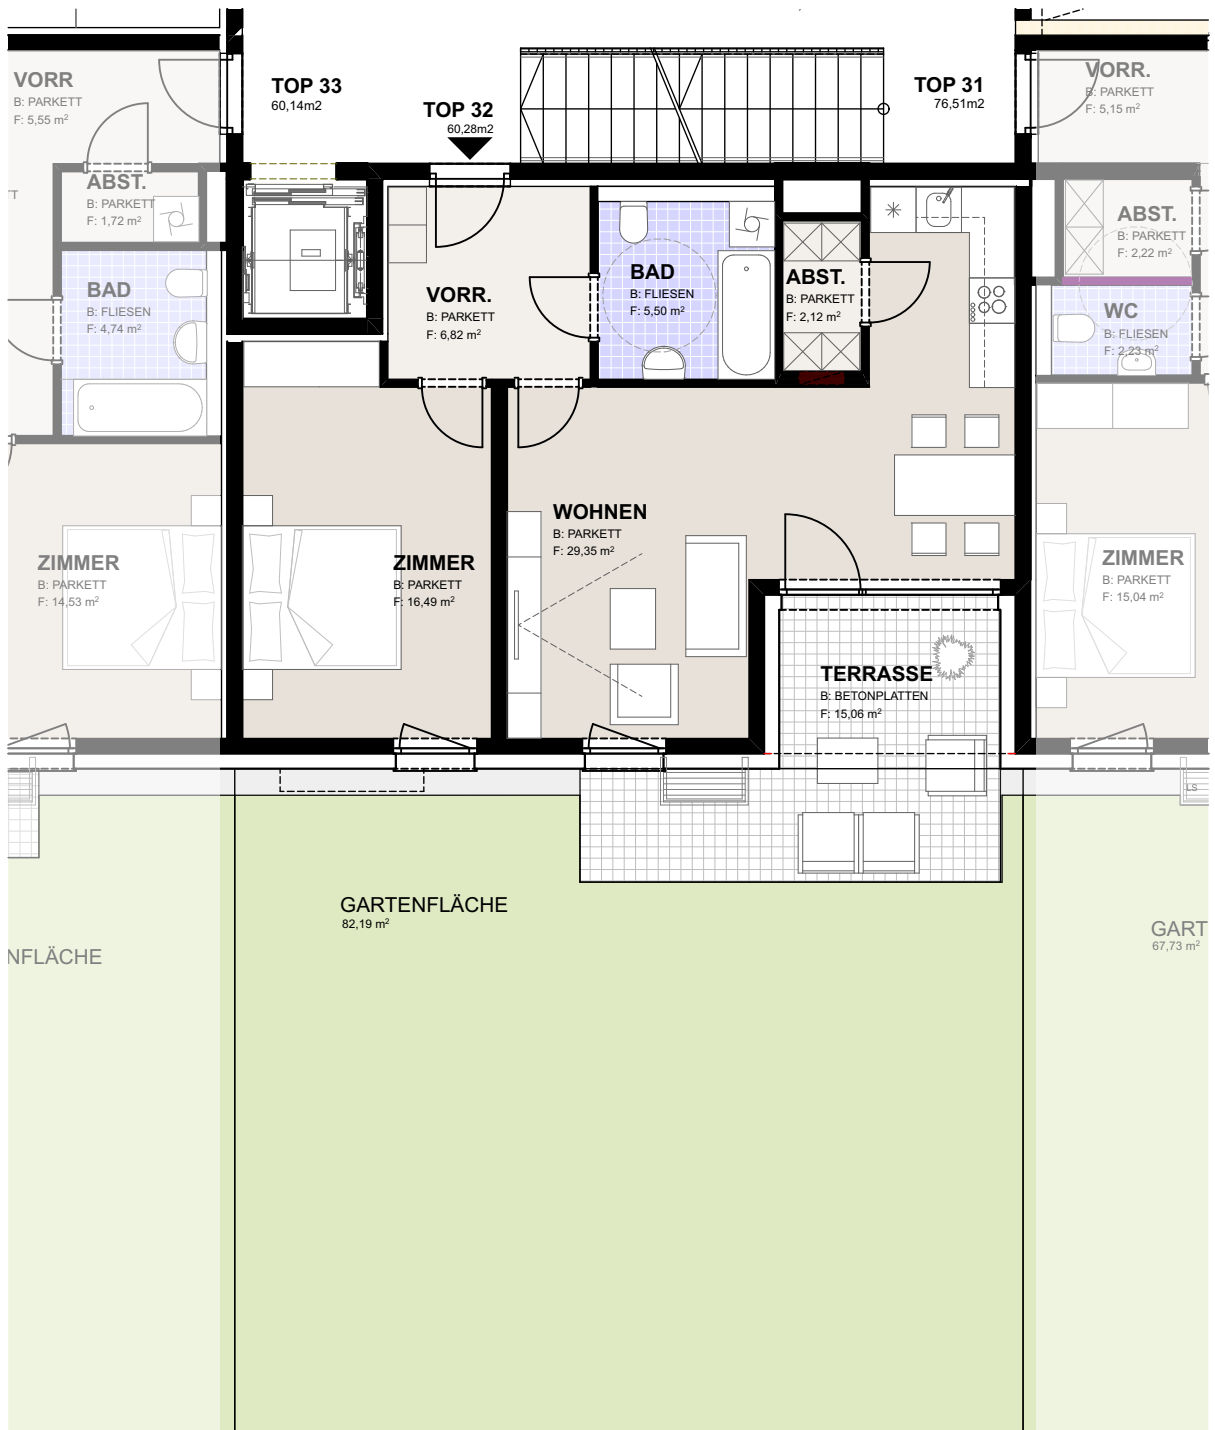 VORR
B: PARKETT
F: 5,55 m²
TOP 33
60,14m2
TOP 32
60,28m2
TOP 31
76,51m2
VORR.
B: PARKETT
F: 5,15 m²
T
ABST.
B: PARKETT
F: 1,72 m²
BAD
B: FLIESEN
F: 4,74 m²
VORR.
B: PARKETT
F: 6,82 m²
BAD
B: FLIESEN
F: 5,50 m²
ABST.
B: PARKETT
F: 2,12 m²
ABST.
B: PARKETT
F: 2,22 m²
WC
B: FLIESEN
F: 2,23 m²
ZIMMER
B: PARKETT
F: 14,53 m²
ZIMMER
B: PARKETT
F: 16,49 m²
WOHNEN
B: PARKETT
F: 29,35 m²
ZIMMER
B: PARKETT
F: 15,04 m²
TERRASSE
B: BETONPLATTEN
F: 15,06 m²
LS
GARTENFLÄCHE
82,19 m²
NFLÄCHE
GART
67,73 m²